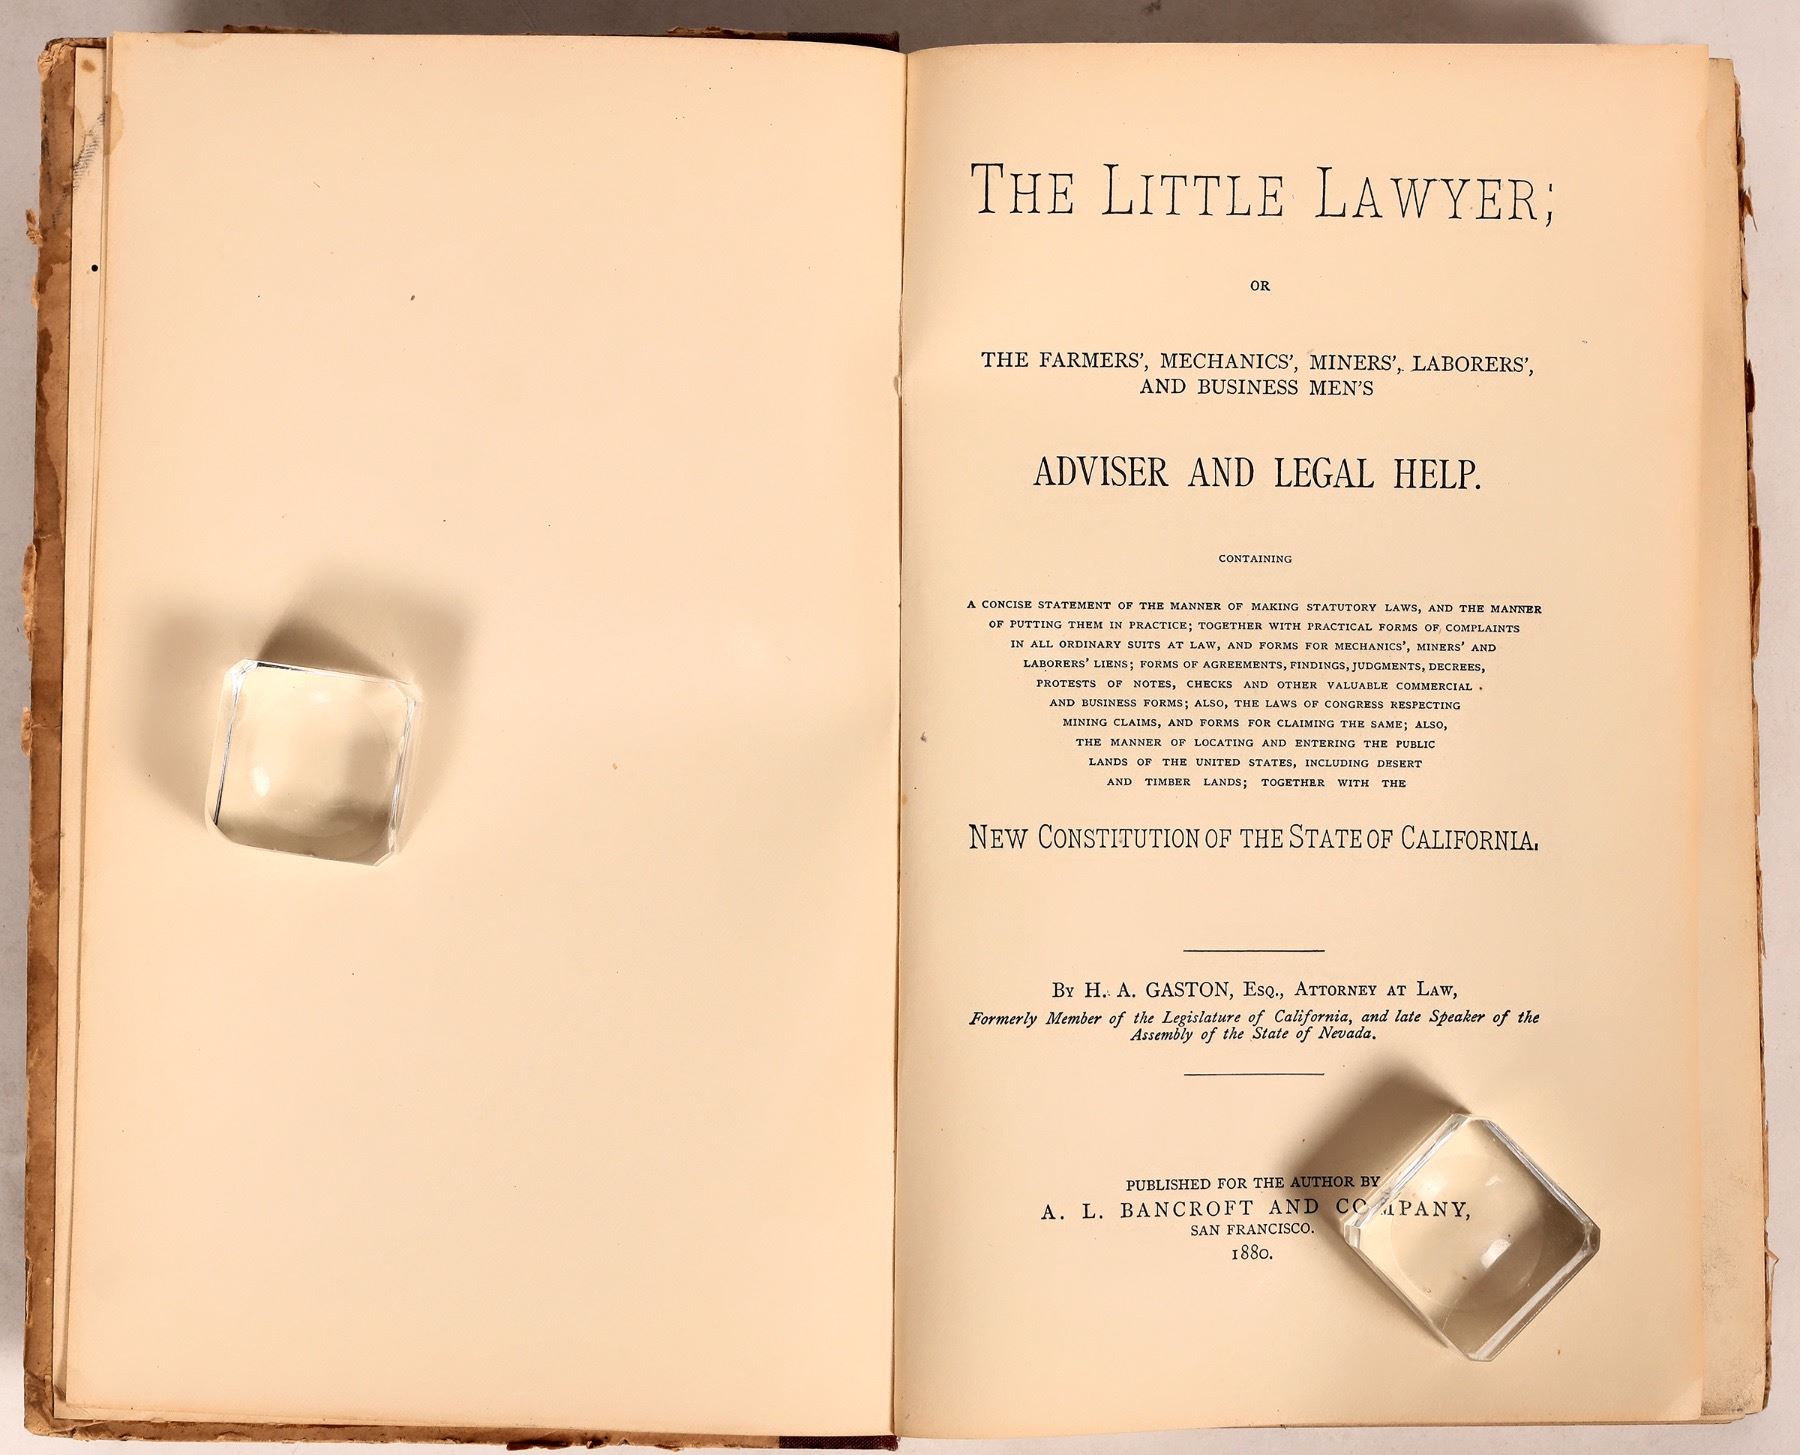 THE LITTLE LAWYER;
OR
THE FARMERS', MECHANICS', MINERS', LABORERS',
AND BUSINESS MEN'S
ADVISER AND LEGAL HELP.
CONTAINING
A CONCISE STATEMENT OF THE MANNER OF MAKING STATUTORY LAWS, AND THE MANNER
OF PUTTING THEM IN PRACTICE; TOGETHER WITH PRACTICAL FORMS OF COMPLAINTS
IN ALL ORDINARY SUITS AT LAW, AND FORMS FOR MECHANICS', MINERS' AND
LABORERS' LIENS; FORMS OF AGREEMENTS, FINDINGS, JUDGMENTS, DECREES,
PROTESTS OF NOTES, CHECKS AND OTHER VALUABLE COMMERCIAL
AND BUSINESS FORMS; ALSO, THE LAWS OF CONGRESS RESPECTING
MINING CLAIMS, AND FORMS FOR CLAIMING THE SAME; ALSO,
THE MANNER OF LOCATING AND ENTERING THE PUBLIC
LANDS OF THE UNITED STATES, INCLUDING DESERT
AND TIMBER LANDS; TOGETHER WITH THE
NEW CONSTITUTION OF THE STATE OF CALIFORNIA.
BY H. A. GASTON, ESQ., ATTORNEY AT LAW,
Formerly Member of the Legislature of California, and late Speaker of the
Assembly of the State of Nevada.
PUBLISHED FOR THE AUTHOR BY
A. L. BANCROFT AND COMPANY,
SAN FRANCISCO.
1880.